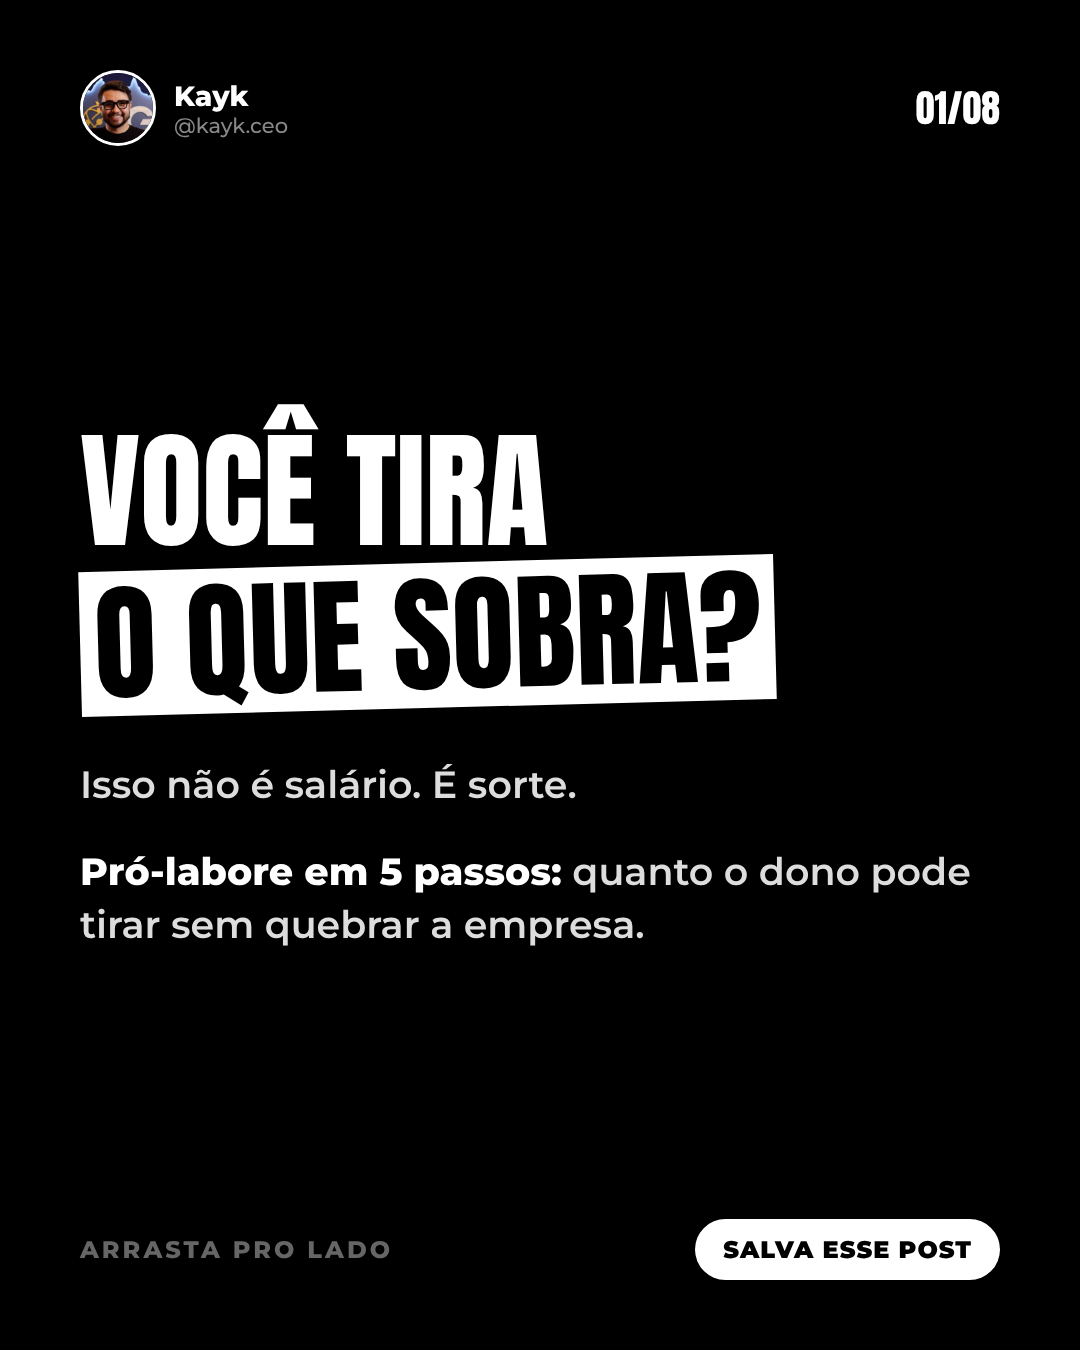 Kayk
@kayk.ceo
01/08
VOCÊ TIRA
O QUE SOBRA?
Isso não é salário. É sorte.
Pró-labore em 5 passos: quanto o dono pode
tirar sem quebrar a empresa.
ARRASTA PRO LADO
SALVA ESSE POST